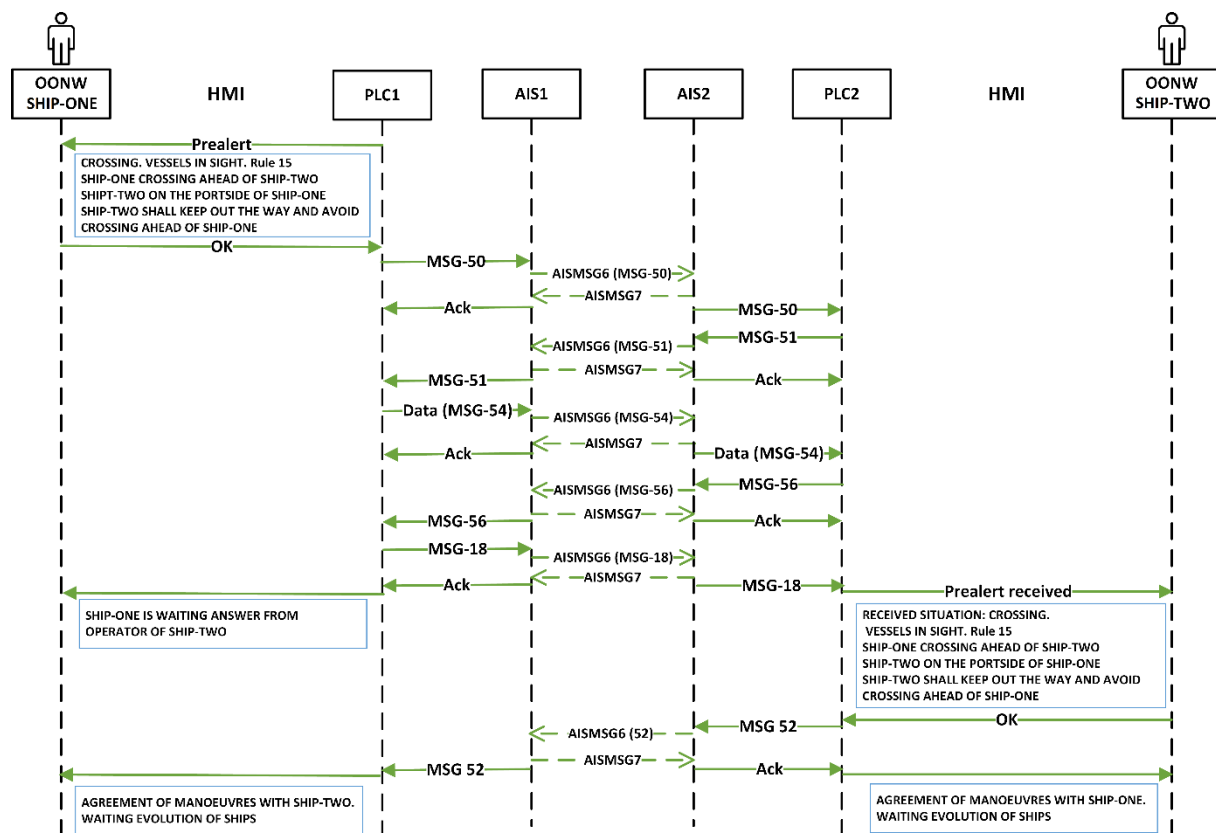 OONW
SHIP-ONE
HMI
PLC1
AIS1
AIS2
PLC2
HMI
OONW
SHIP-TWO
Prealert
CROSSING. VESSELS IN SIGHT. Rule 15
SHIP-ONE CROSSING AHEAD OF SHIP-TWO
SHIPT-TWO ON THE PORTSIDE OF SHIP-ONE
SHIP-TWO SHALL KEEP OUT THE WAY AND AVOID
CROSSING AHEAD OF SHIP-ONE
OK
MSG-50
AISMSG6 (MSG-50)
AISMSG7
Ack
MSG-50
MSG-51
AISMSG6 (MSG-51)
AISMSG7
MSG-51
Ack
Data (MSG-54)
AISMSG6 (MSG-54)
AISMSG7
Ack
Data (MSG-54)
MSG-56
AISMSG6 (MSG-56)
AISMSG7
MSG-56
Ack
MSG-18
AISMSG6 (MSG-18)
AISMSG7
Ack
MSG-18
Prealert received
SHIP-ONE IS WAITING ANSWER FROM
OPERATOR OF SHIP-TWO
RECEIVED SITUATION: CROSSING.
VESSELS IN SIGHT. Rule 15
SHIP-ONE CROSSING AHEAD OF SHIP-TWO
SHIP-TWO ON THE PORTSIDE OF SHIP-ONE
SHIP-TWO SHALL KEEP OUT THE WAY AND AVOID
CROSSING AHEAD OF SHIP-ONE
OK
MSG 52
AISMSG6 (52)
AISMSG7
MSG 52
Ack
AGREEMENT OF MANOEUVRES WITH SHIP-TWO.
WAITING EVOLUTION OF SHIPS
AGREEMENT OF MANOEUVRES WITH SHIP-ONE.
WAITING EVOLUTION OF SHIPS